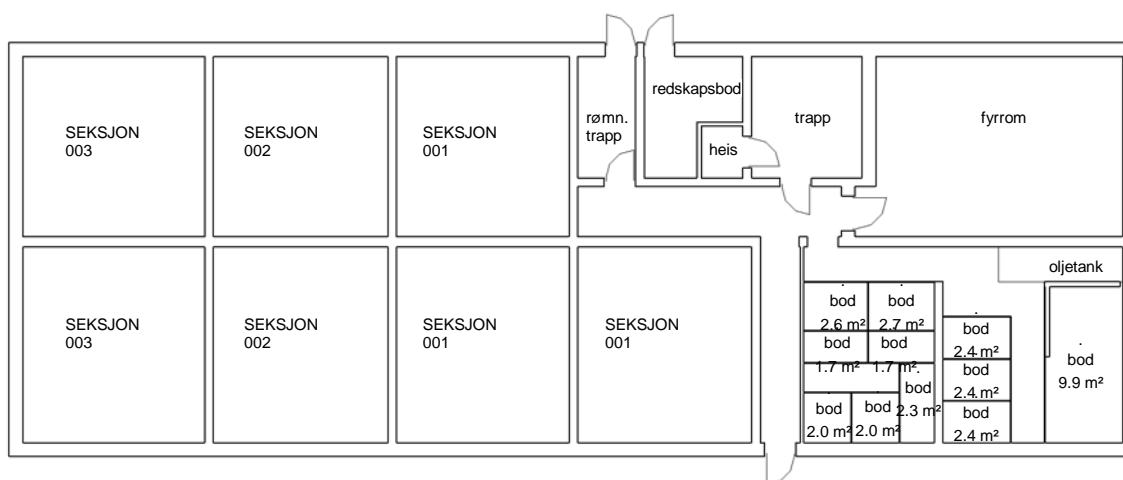 SEKSJON
003
SEKSJON
002
SEKSJON
001
rømn.
trapp
redskapsbod
heis
trapp
fyrrom
SEKSJON
003
SEKSJON
002
SEKSJON
001
SEKSJON
001
oljetank
bod
2.6 m²
bod
2.7 m²
bod
1.7 m²
bod
1.7 m²
bod
2.3 m²
bod
2.0 m²
bod
2.0 m²
bod
2.4 m²
bod
2.4 m²
bod
2.4 m²
bod
9.9 m²